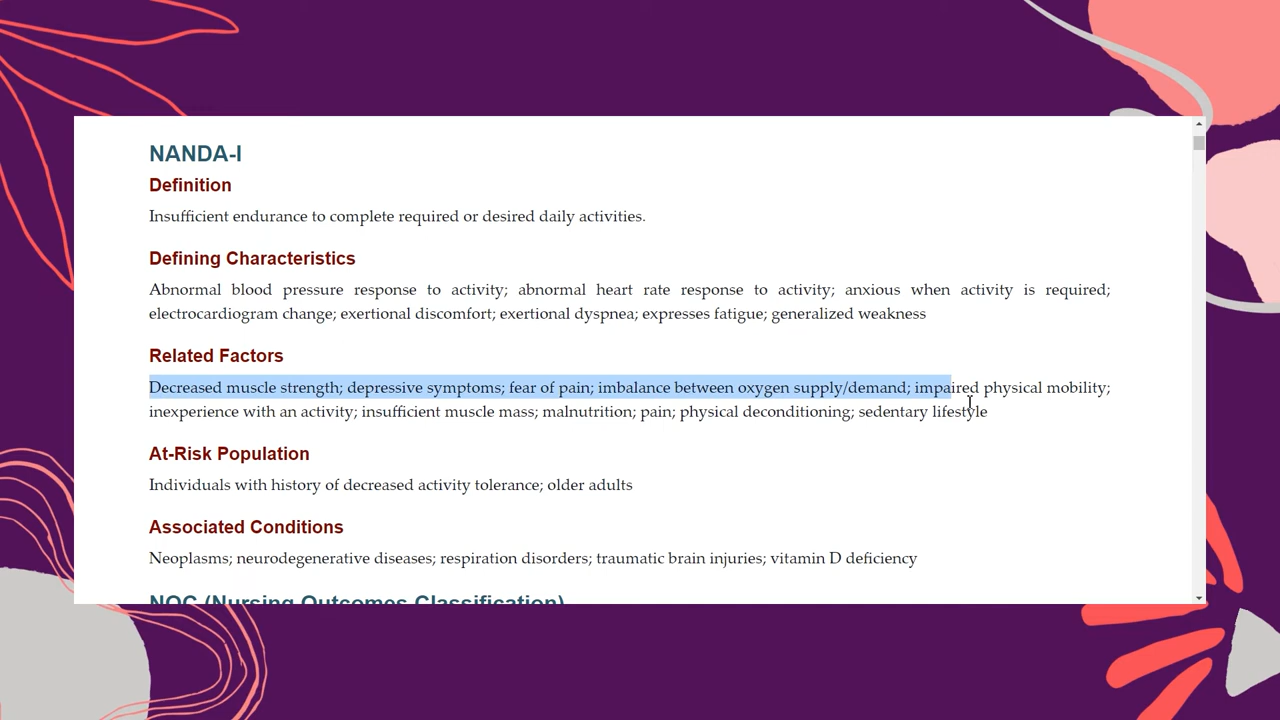 NANDA-I
Definition
Insufficient endurance to complete required or desired daily activities.
Defining Characteristics
Abnormal blood pressure response to activity; abnormal heart rate response to activity; anxious when activity is required;
electrocardiogram change; exertional discomfort; exertional dyspnea; expresses fatigue; generalized weakness
Related Factors
Decreased muscle strength; depressive symptoms; fear of pain; imbalance between oxygen supply/demand; impaired physical mobility;
inexperience with an activity; insufficient muscle mass; malnutrition; pain; physical deconditioning; sedentary lifestyle
At-Risk Population
Individuals with history of decreased activity tolerance; older adults
Associated Conditions
Neoplasms; neurodegenerative diseases; respiration disorders; traumatic brain injuries; vitamin D deficiency
NOC (Nursing Outcomes Classification)